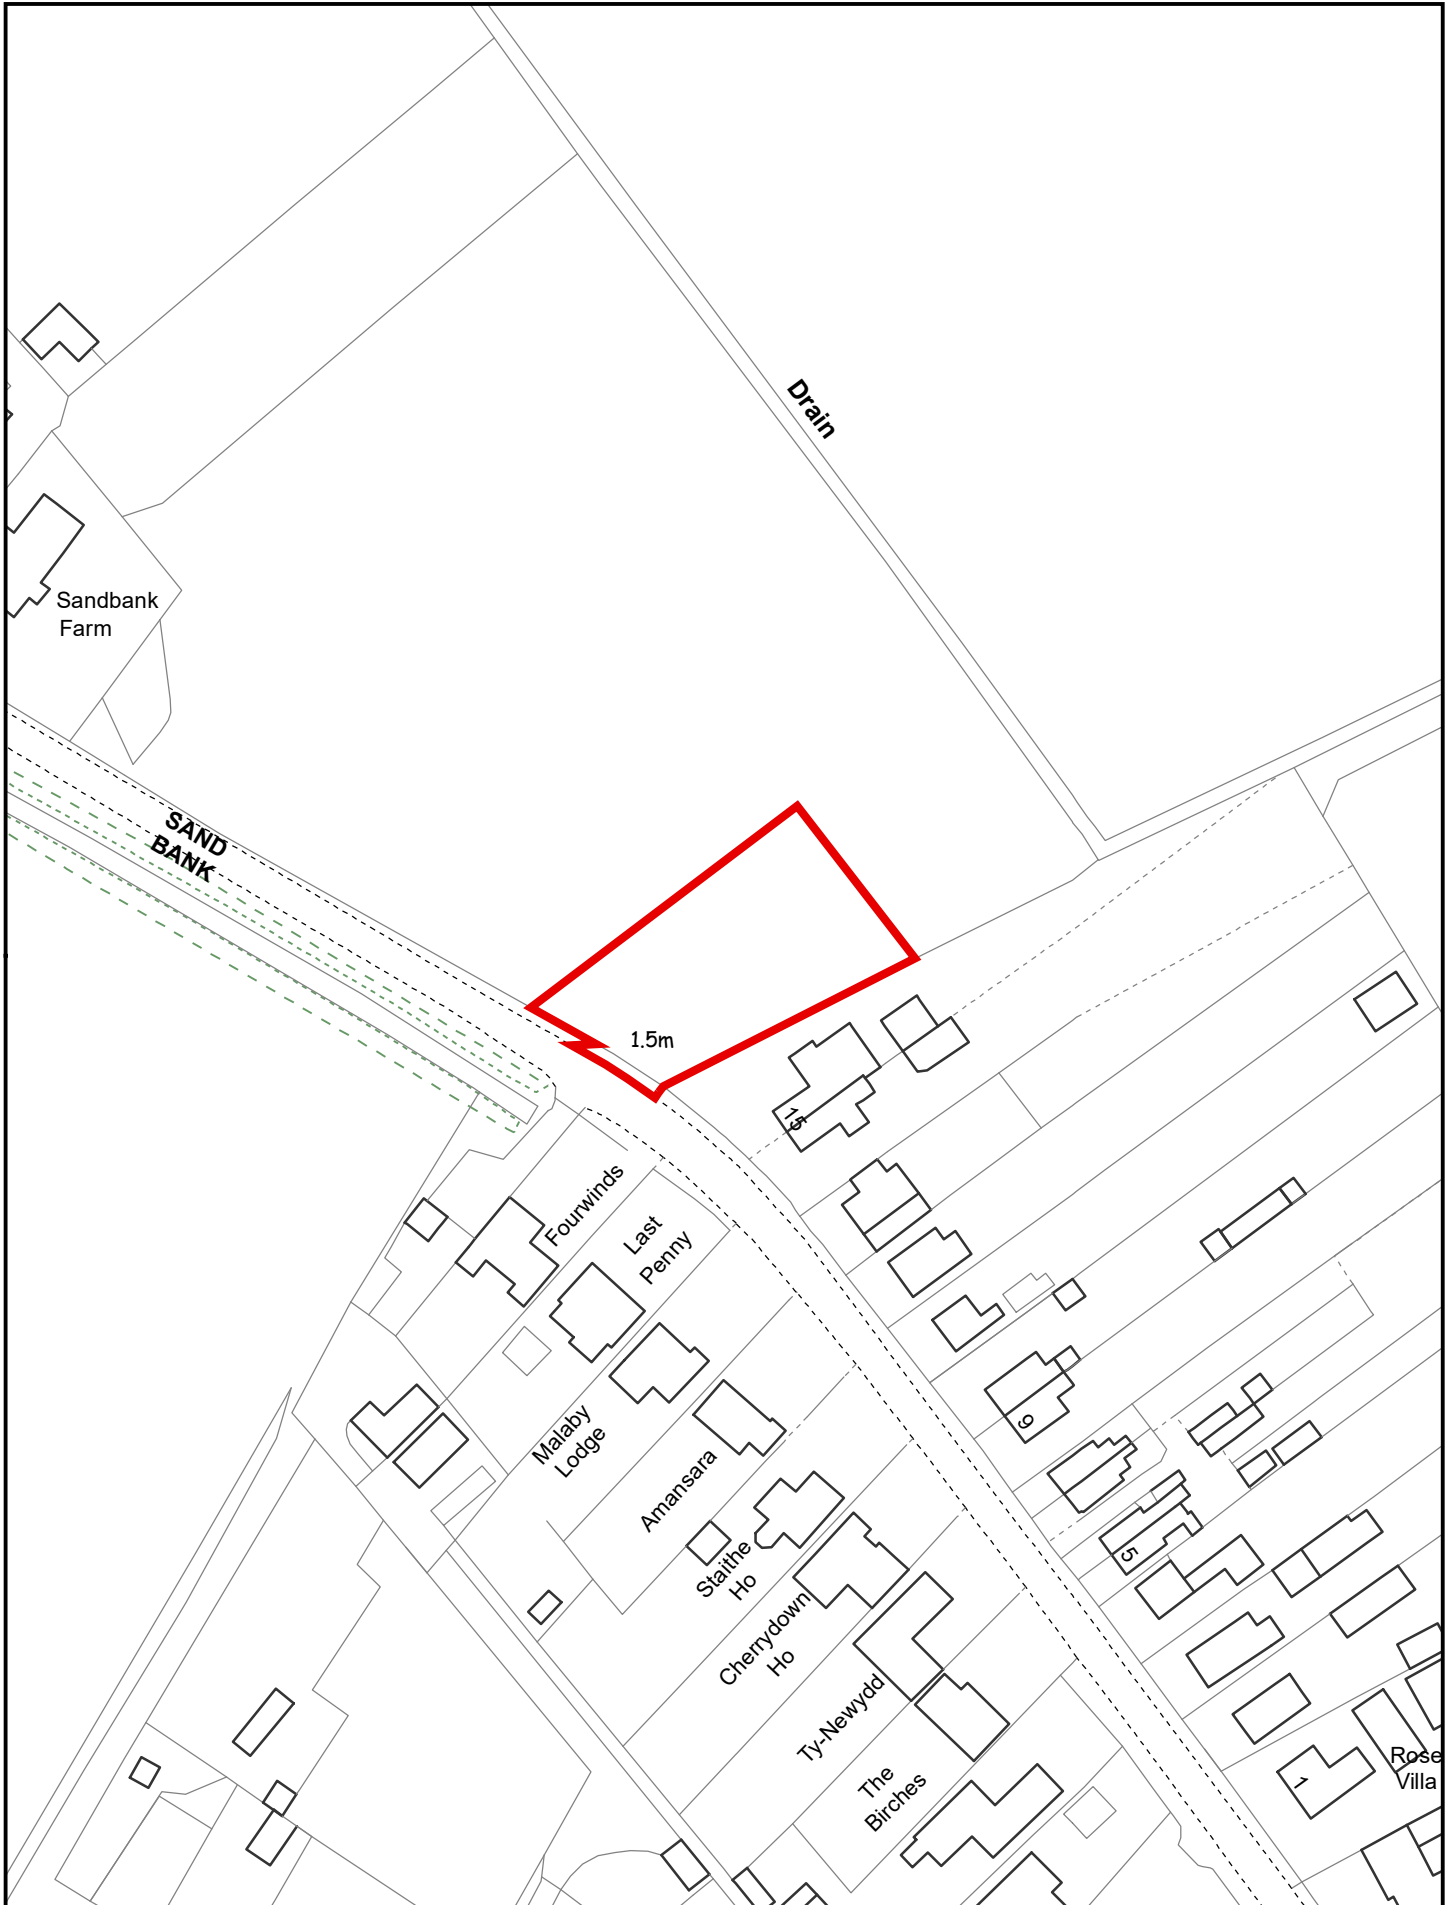 Drain
Sandbank
Farm
SAND
BANK
1.5m
15
Fourwinds
Last
Penny
9
Malaby
Lodge
Amansara
5
Staithe
Ho
Cherrydown
Ho
Ty-Newydd
The
Birches
1
Rose
Villa